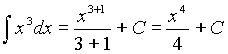 ∫ x³dx = x³⁺¹/(3+1) + C = x⁴/4 + C